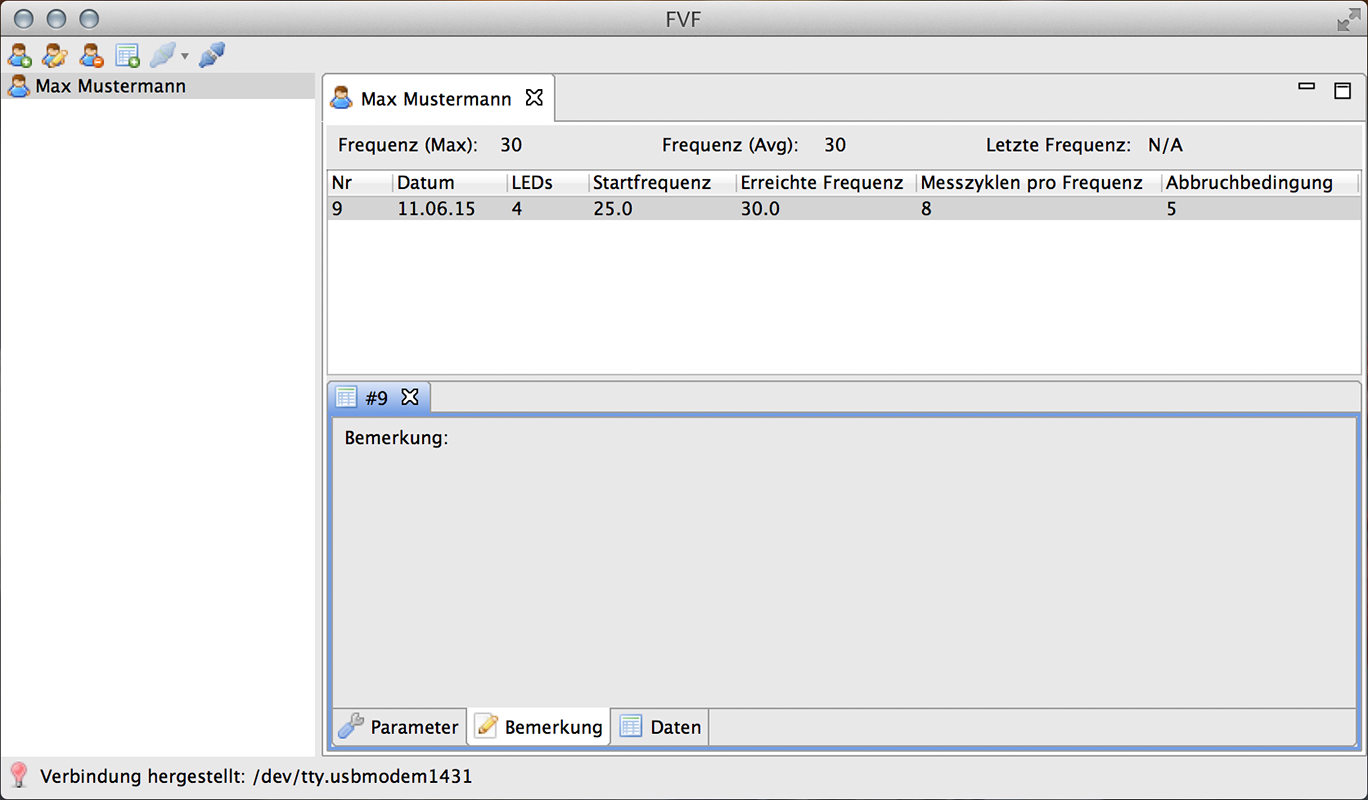 FVF
Max Mustermann
Max Mustermann
Frequenz (Max): 30 Frequenz (Avg): 30 Letzte Frequenz: N/A
Nr Datum LEDs Startfrequenz Erreichte Frequenz Messzyklen pro Frequenz Abbruchbedingung
9 11.06.15 4 25.0 30.0 8 5
#9
Bemerkung:
Parameter Bemerkung Daten
Verbindung hergestellt: /dev/tty.usbmodem1431